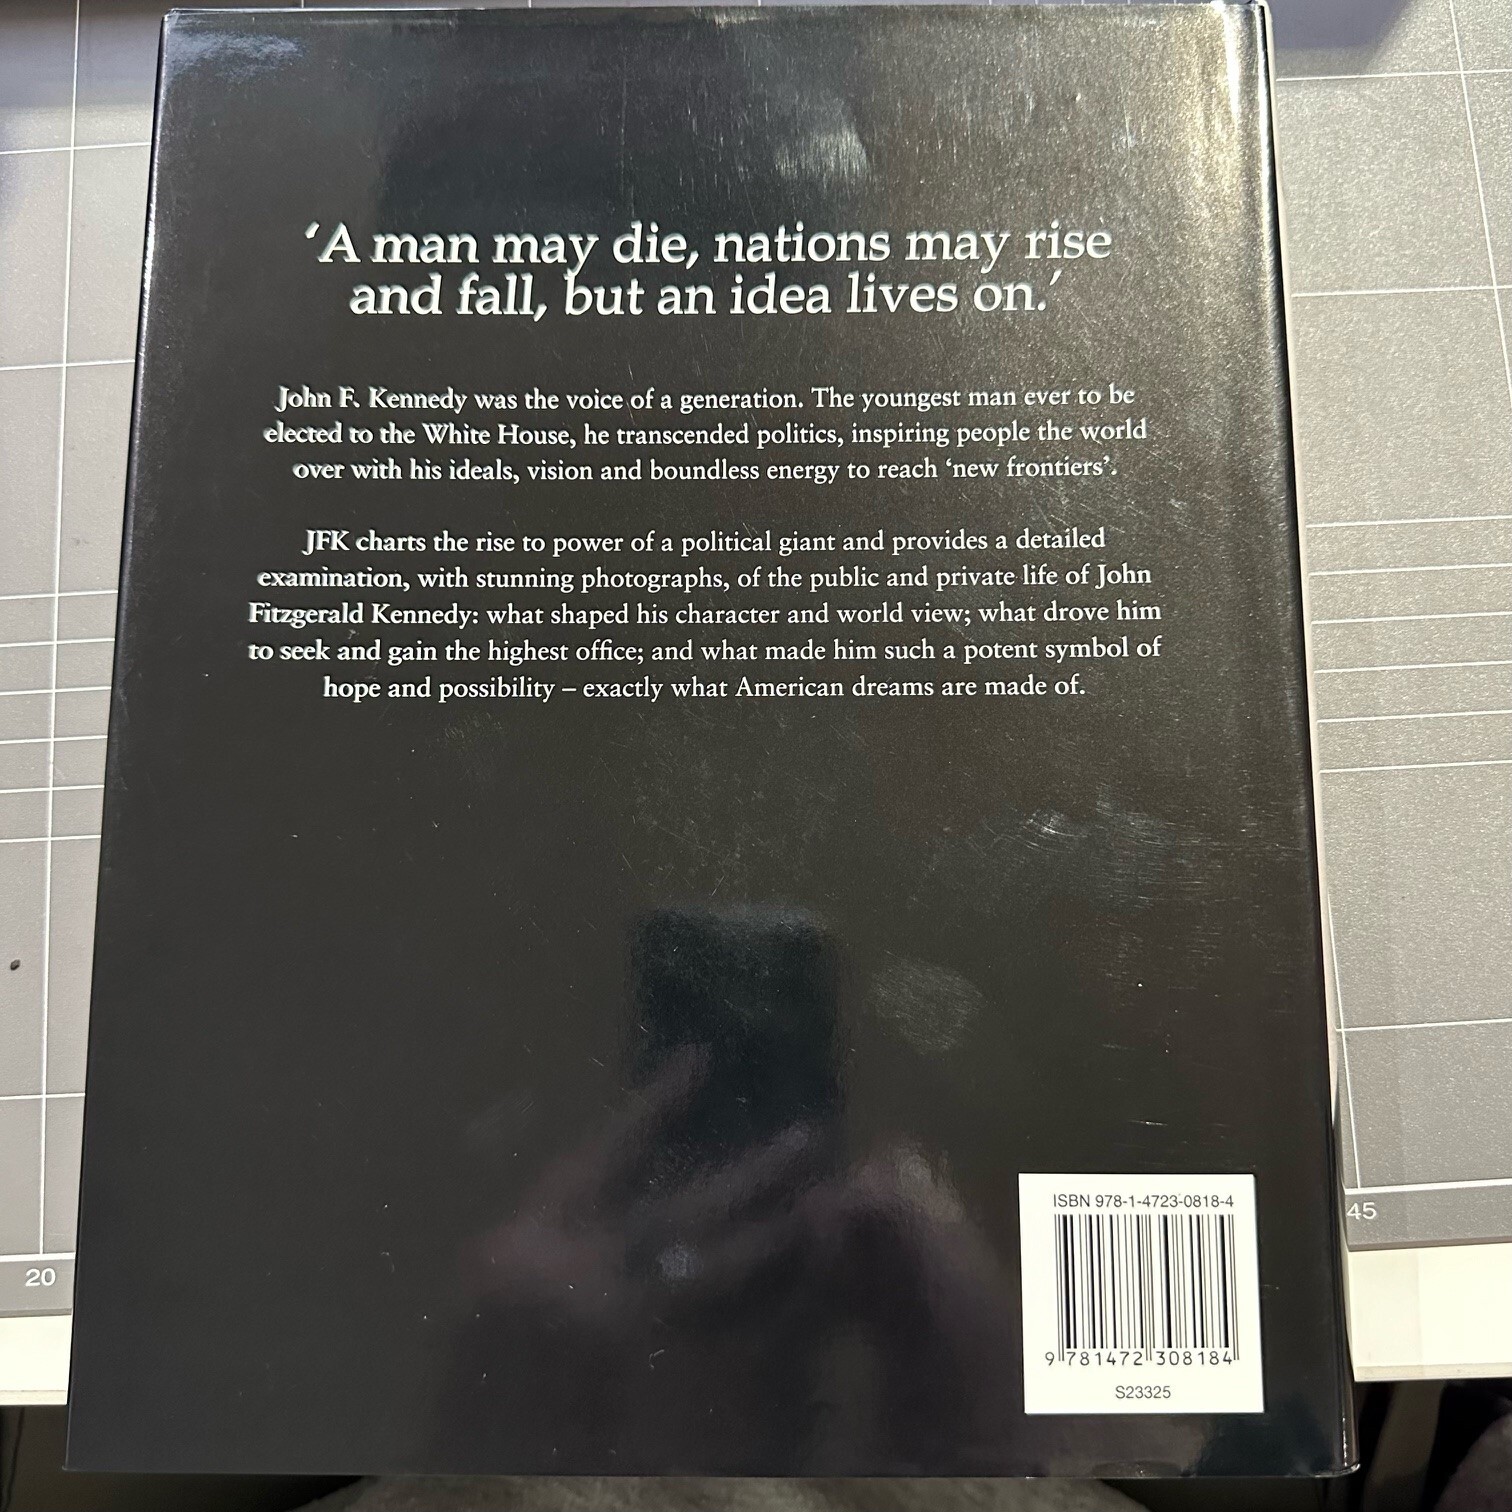 ‘A man may die, nations may rise
and fall, but an idea lives on.’
John F. Kennedy was the voice of a generation. The youngest man ever to be
elected to the White House, he transcended politics, inspiring people the world
over with his ideals, vision and boundless energy to reach ‘new frontiers’.
JFK charts the rise to power of a political giant and provides a detailed
examination, with stunning photographs, of the public and private life of John
Fitzgerald Kennedy: what shaped his character and world view; what drove him
to seek and gain the highest office; and what made him such a potent symbol of
hope and possibility – exactly what American dreams are made of.
ISBN 978-1-4723-0818-4
9 781472 308184
S23325
20
45